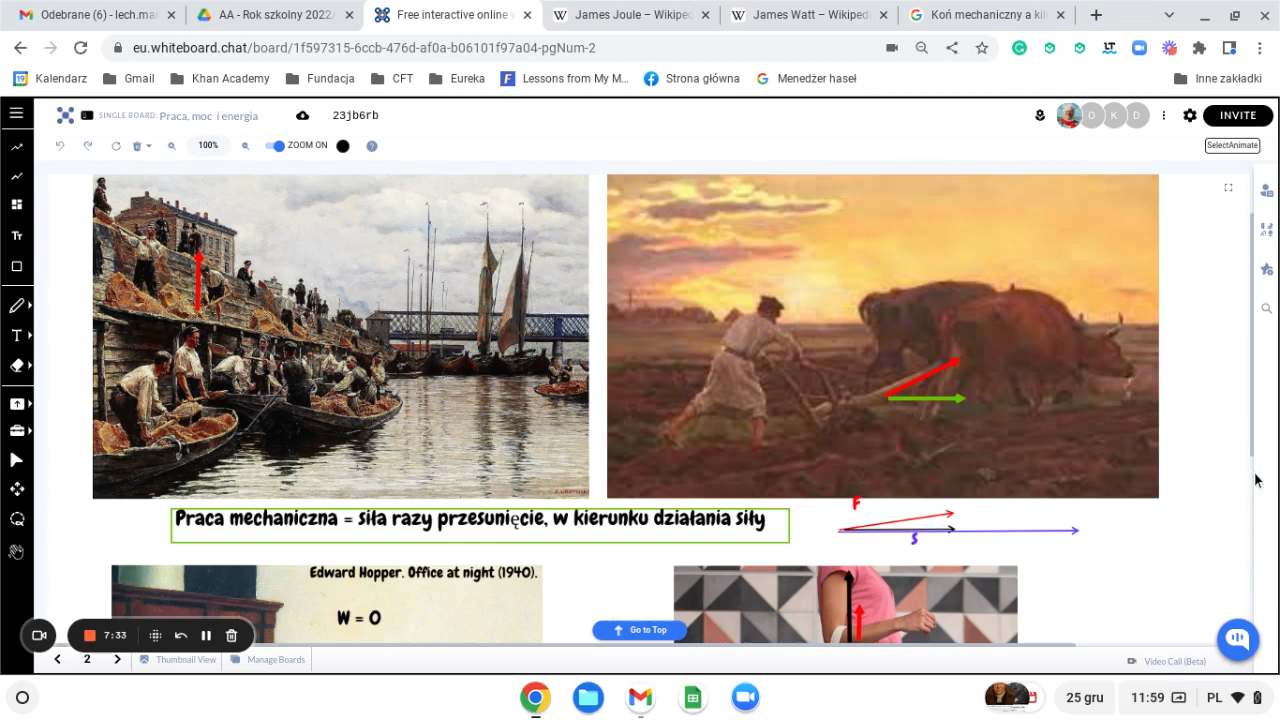 Odebrane (6) - lech.mar
AA - Rok szkolny 2022/
Free interactive online w
James Joule – Wikiped
James Watt – Wikiped
Koń mechaniczny a kil
eu.whiteboard.chat/board/1f597315-6ccb-476d-af0a-b06101f97a04-pgNum-2
Kalendarz
Gmail
Khan Academy
Fundacja
CFT
Eureka
Lessons from My M...
Strona główna
Menedżer haseł
Inne zakładki
SINGLE BOARD: Praca, moc i energia
23jb6rb
O
K
D
INVITE
100%
ZOOM ON
SelectAnimate
Praca mechaniczna = siła razy przesunięcie, w kierunku działania siły
F
s
Edward Hopper. Office at night (1940).
W = 0
7:33
Go to Top
2
Thumbnail View
Manage Boards
Video Call (Beta)
25 gru
11:59
PL